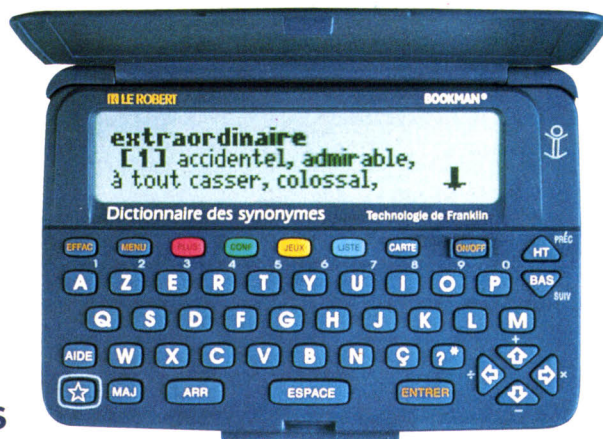 LE ROBERT BOOKMAN®
extraordinaire
[1] accidentel, admirable,
à tout casser, colossal,
Dictionnaire des synonymes Technologie de Franklin
EFFAC MENU PLUS CONF JEUX LISTE CARTE ON/OFF HT PRÉC
1 2 3 4 5 6 7 8 9 0
A Z E R T Y U I O P BAS SUIV
Q S D F G H J K L M
AIDE W X C V B N Ç ?* + ÷ × −
MAJ ARR ESPACE ENTRER
S